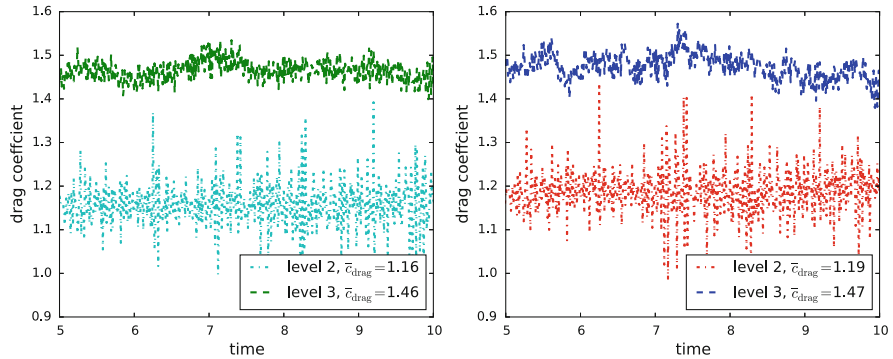 1.6
1.5
1.4
1.3
1.2
1.1
1.0
0.9
drag coeffcient
5 6 7 8 9 10
time
level 2, c̅drag=1.16
level 3, c̅drag=1.46
1.6
1.5
1.4
1.3
1.2
1.1
1.0
0.9
drag coeffcient
5 6 7 8 9 10
time
level 2, c̅drag=1.19
level 3, c̅drag=1.47